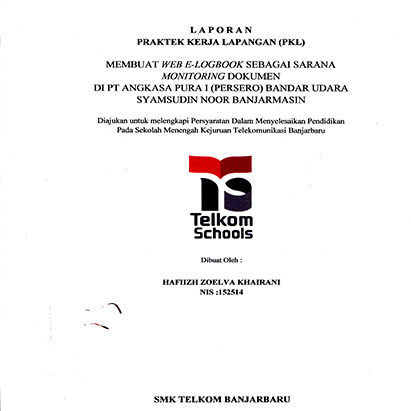 LAPORAN
PRAKTEK KERJA LAPANGAN (PKL)
MEMBUAT WEB E-LOGBOOK SEBAGAI SARANA
MONITORING DOKUMEN
DI PT ANGKASA PURA I (PERSERO) BANDAR UDARA
SYAMSUDIN NOOR BANJARMASIN
Diajukan untuk melengkapi Persyaratan Dalam Menyelesaikan Pendidikan
Pada Sekolah Menengah Kejuruan Telekomunikasi Banjarbaru
Telkom
Schools
Dibuat Oleh :
HAFIIZH ZOELVA KHAIRANI
NIS :152514
SMK TELKOM BANJARBARU